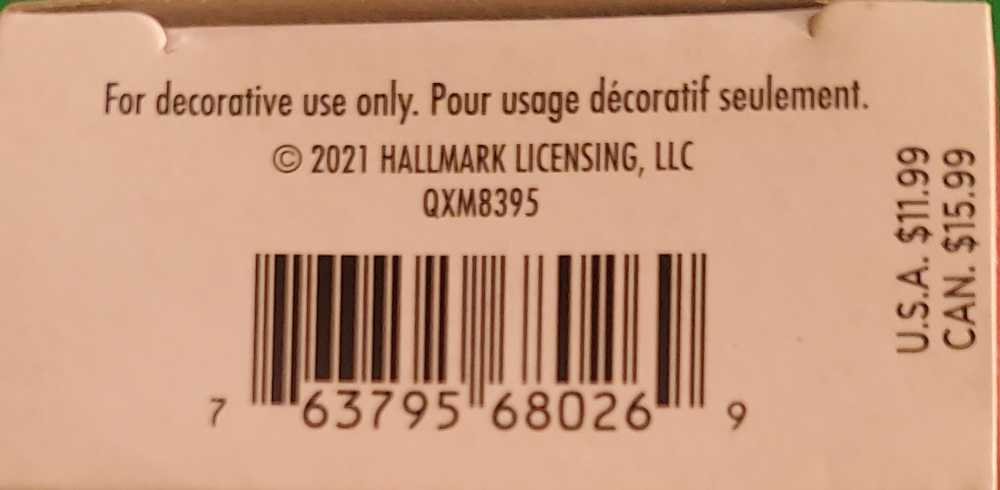 For decorative use only. Pour usage décoratif seulement.
© 2021 HALLMARK LICENSING, LLC
QXM8395
7 63795 68026 9
U.S.A. $11.99
CAN. $15.99